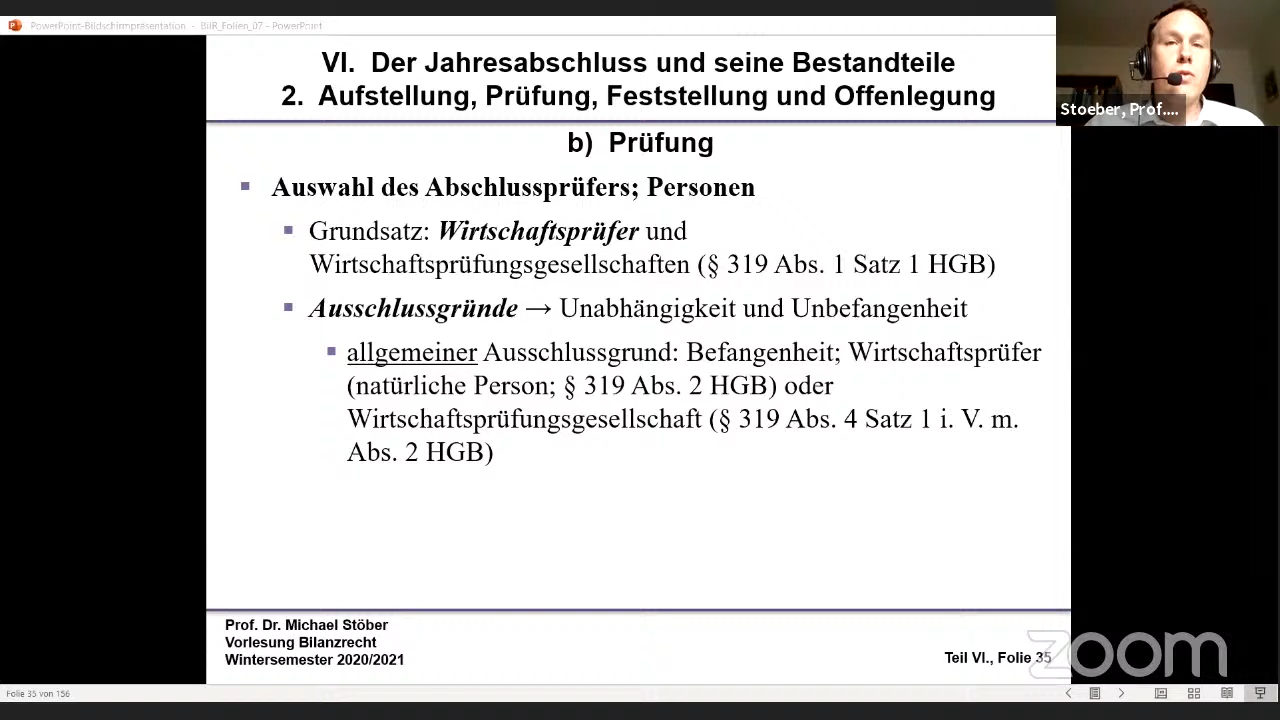 PowerPoint-Bildschirmpräsentation - BilR_Folien_07 - PowerPoint
VI. Der Jahresabschluss und seine Bestandteile
2. Aufstellung, Prüfung, Feststellung und Offenlegung
Stoeber, Prof....
b) Prüfung
Auswahl des Abschlussprüfers; Personen
Grundsatz: Wirtschaftsprüfer und
Wirtschaftsprüfungsgesellschaften (§ 319 Abs. 1 Satz 1 HGB)
Ausschlussgründe → Unabhängigkeit und Unbefangenheit
allgemeiner Ausschlussgrund: Befangenheit; Wirtschaftsprüfer
(natürliche Person; § 319 Abs. 2 HGB) oder
Wirtschaftsprüfungsgesellschaft (§ 319 Abs. 4 Satz 1 i. V. m.
Abs. 2 HGB)
Prof. Dr. Michael Stöber
Vorlesung Bilanzrecht
Wintersemester 2020/2021
Teil VI., Folie 35
zoom
Folie 35 von 156